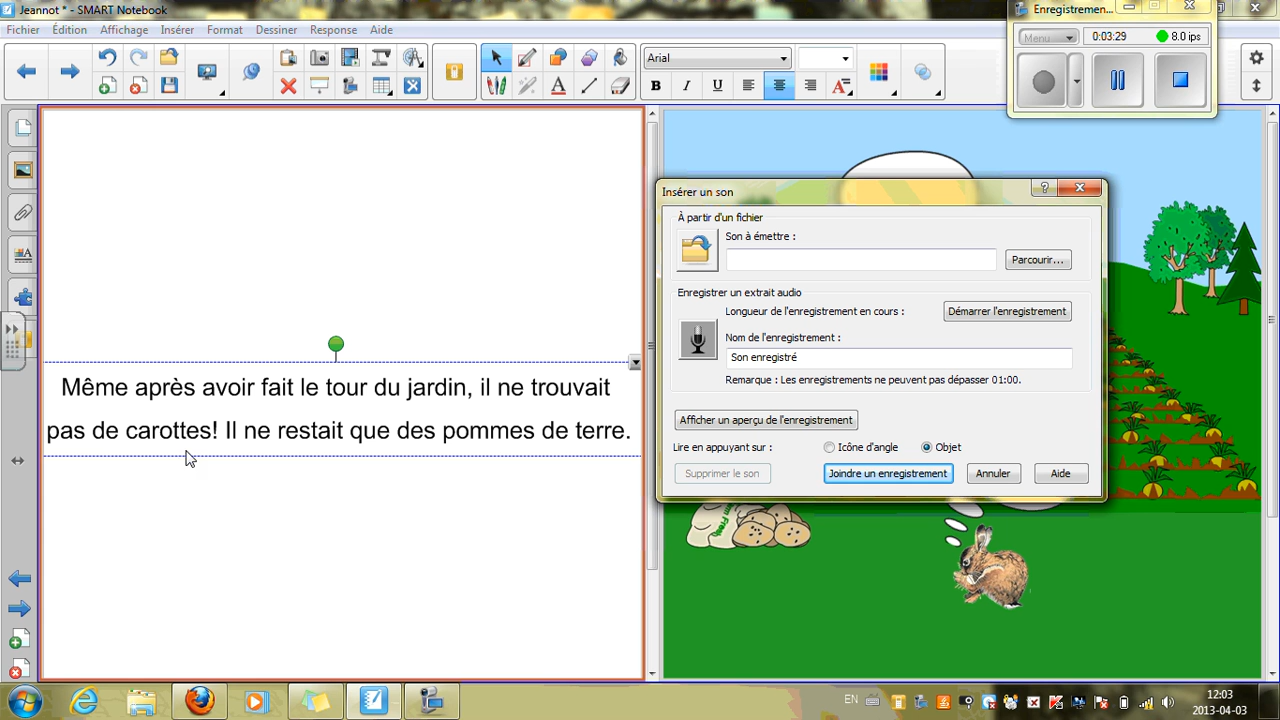 Jeannot * - SMART Notebook
Fichier Édition Affichage Insérer Format Dessiner Response Aide
Enregistremen...
Menu 0:03:29 8.0 ips
Arial
B I U A
Même après avoir fait le tour du jardin, il ne trouvait
pas de carottes! Il ne restait que des pommes de terre.
Insérer un son
À partir d'un fichier
Son à émettre :
Parcourir...
Enregistrer un extrait audio
Longueur de l'enregistrement en cours :
Démarrer l'enregistrement
Nom de l'enregistrement :
Son enregistré
Remarque : Les enregistrements ne peuvent pas dépasser 01:00.
Afficher un aperçu de l'enregistrement
Lire en appuyant sur :
Icône d'angle
Objet
Supprimer le son
Joindre un enregistrement
Annuler
Aide
EN
12:03
2013-04-03